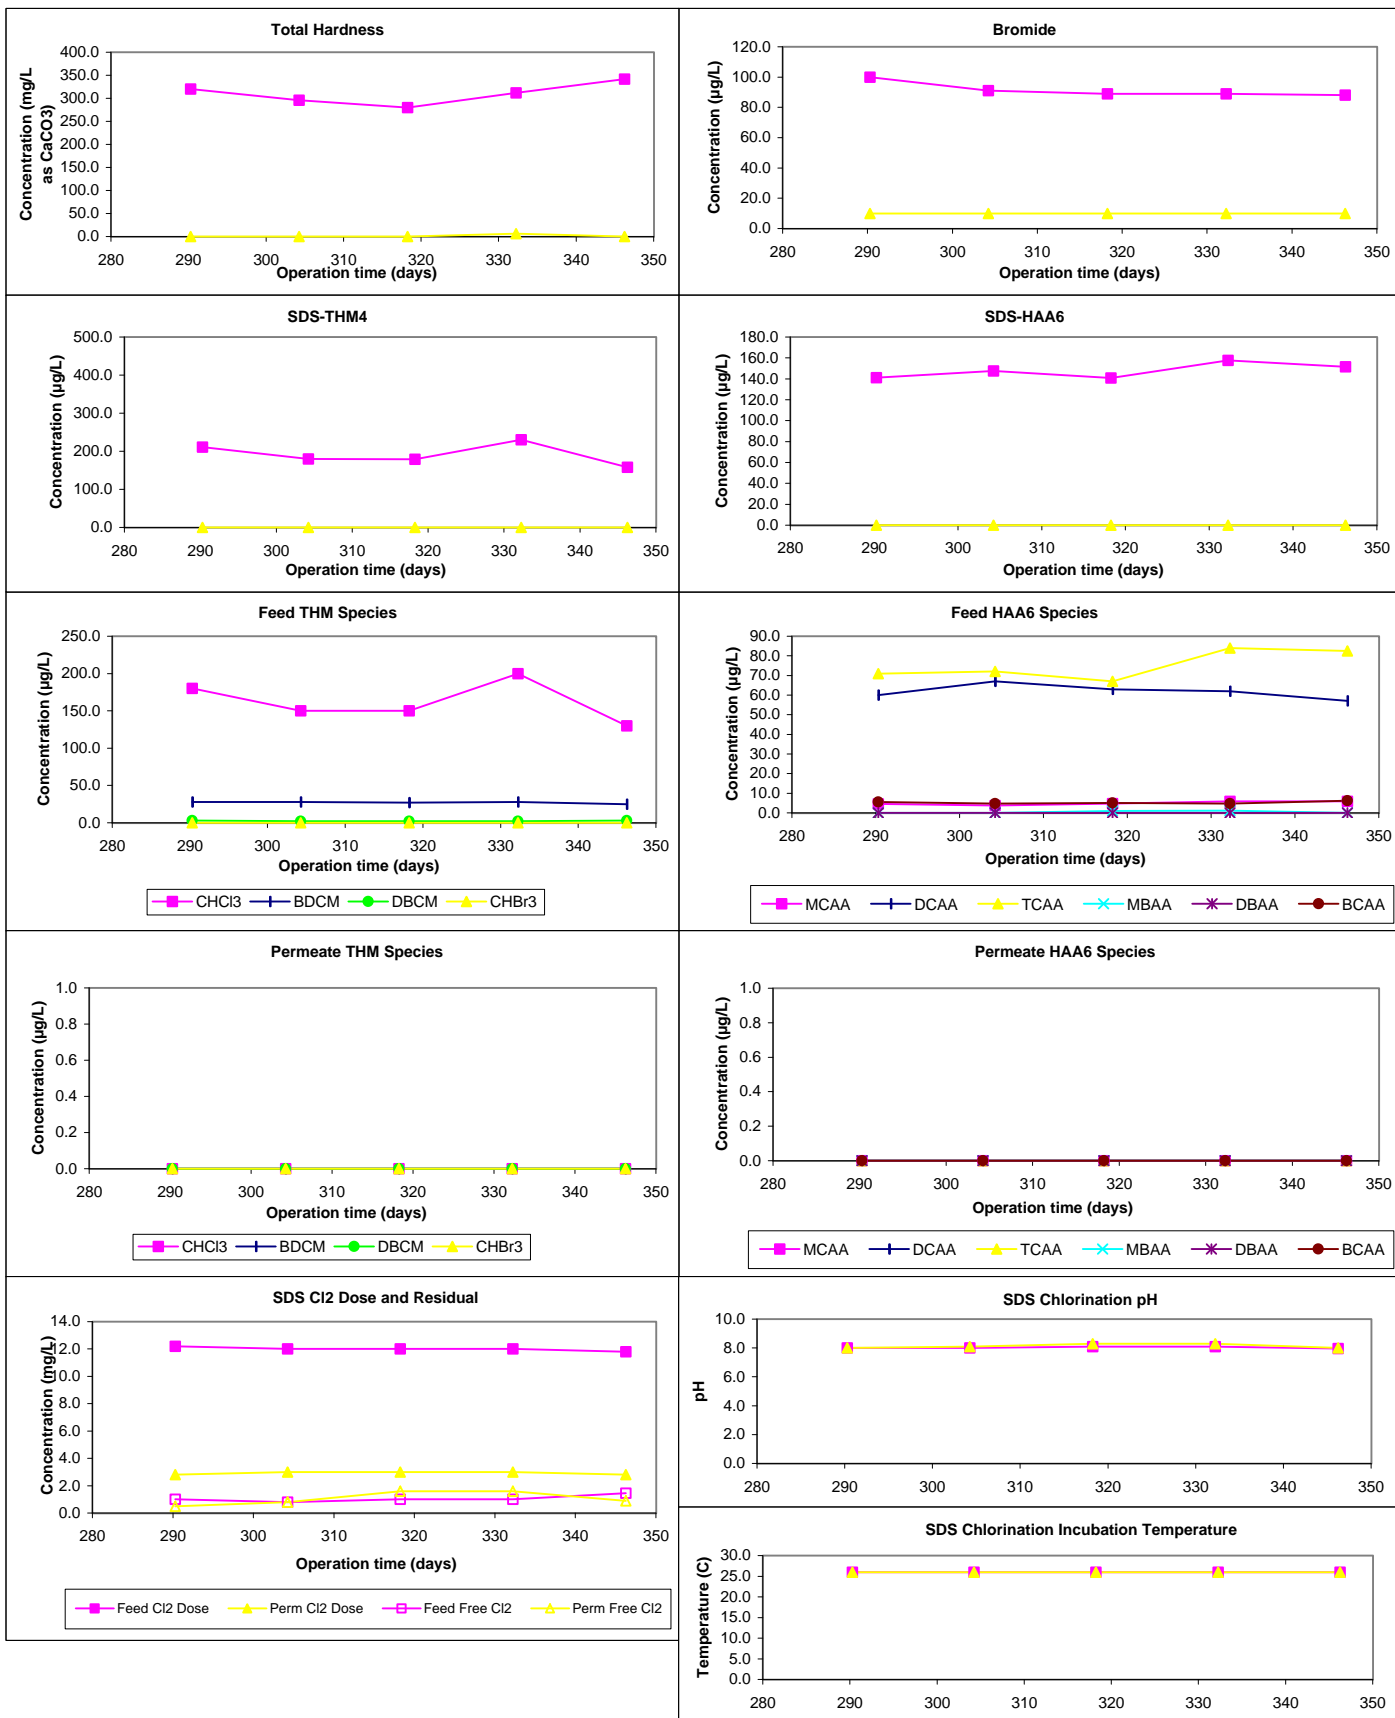 Total Hardness
Concentration (mg/L
as CaCO3)
400.0
350.0
300.0
250.0
200.0
150.0
100.0
50.0
0.0
280 290 300 310 320 330 340 350
Operation time (days)
Bromide
Concentration (µg/L)
120.0
100.0
80.0
60.0
40.0
20.0
0.0
280 290 300 310 320 330 340 350
Operation time (days)
SDS-THM4
Concentration (µg/L)
500.0
400.0
300.0
200.0
100.0
0.0
280 290 300 310 320 330 340 350
Operation time (days)
SDS-HAA6
Concentration (µg/L)
180.0
160.0
140.0
120.0
100.0
80.0
60.0
40.0
20.0
0.0
280 290 300 310 320 330 340 350
Operation time (days)
Feed THM Species
Concentration (µg/L)
250.0
200.0
150.0
100.0
50.0
0.0
280 290 300 310 320 330 340 350
Operation time (days)
CHCl3 BDCM DBCM CHBr3
Feed HAA6 Species
Concentration (µg/L)
90.0
80.0
70.0
60.0
50.0
40.0
30.0
20.0
10.0
0.0
280 290 300 310 320 330 340 350
Operation time (days)
MCAA DCAA TCAA MBAA DBAA BCAA
Permeate THM Species
Concentration (µg/L)
1.0
0.8
0.6
0.4
0.2
0.0
280 290 300 310 320 330 340 350
Operation time (days)
CHCl3 BDCM DBCM CHBr3
Permeate HAA6 Species
Concentration (µg/L)
1.0
0.8
0.6
0.4
0.2
0.0
280 290 300 310 320 330 340 350
Operation time (days)
MCAA DCAA TCAA MBAA DBAA BCAA
SDS Cl2 Dose and Residual
Concentration (mg/L)
14.0
12.0
10.0
8.0
6.0
4.0
2.0
0.0
280 290 300 310 320 330 340 350
Operation time (days)
Feed Cl2 Dose Perm Cl2 Dose Feed Free Cl2 Perm Free Cl2
SDS Chlorination pH
pH
10.0
8.0
6.0
4.0
2.0
0.0
280 290 300 310 320 330 340 350
SDS Chlorination Incubation Temperature
Temperature (C)
30.0
25.0
20.0
15.0
10.0
5.0
0.0
280 290 300 310 320 330 340 350